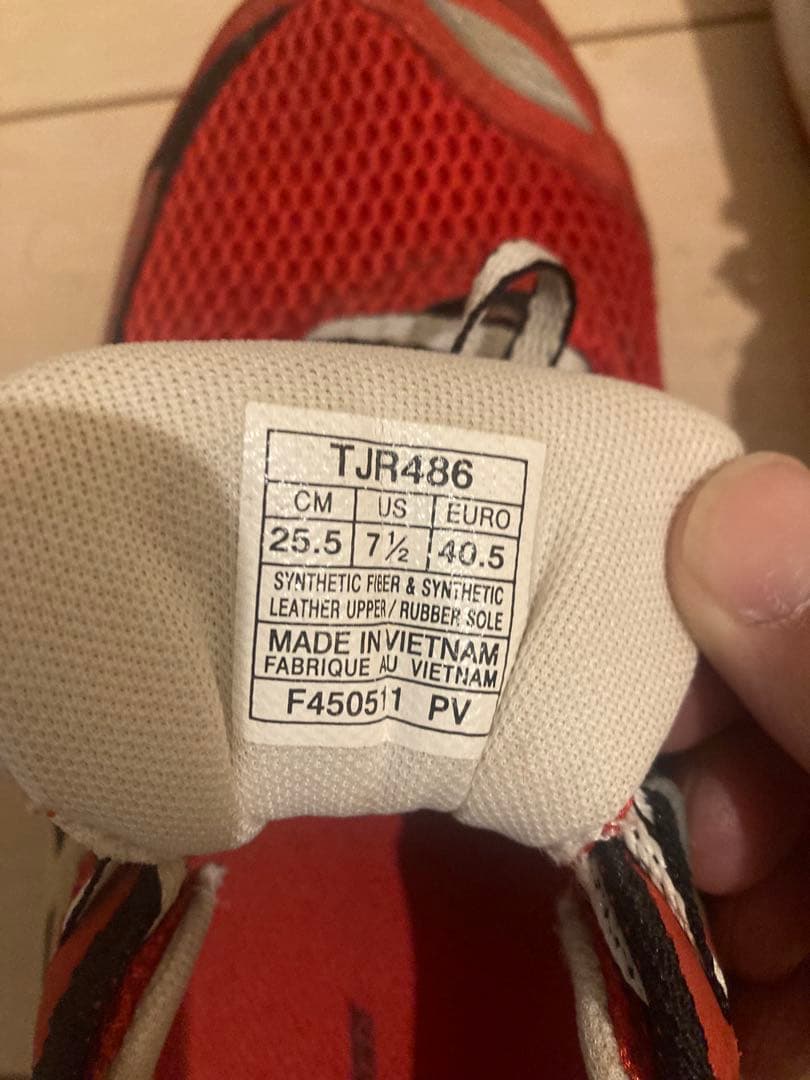 TJR486
CM US EURO
25.5 7½ 40.5
SYNTHETIC FIBER & SYNTHETIC
LEATHER UPPER / RUBBER SOLE
MADE IN VIETNAM
FABRIQUE AU VIETNAM
F450511 PV